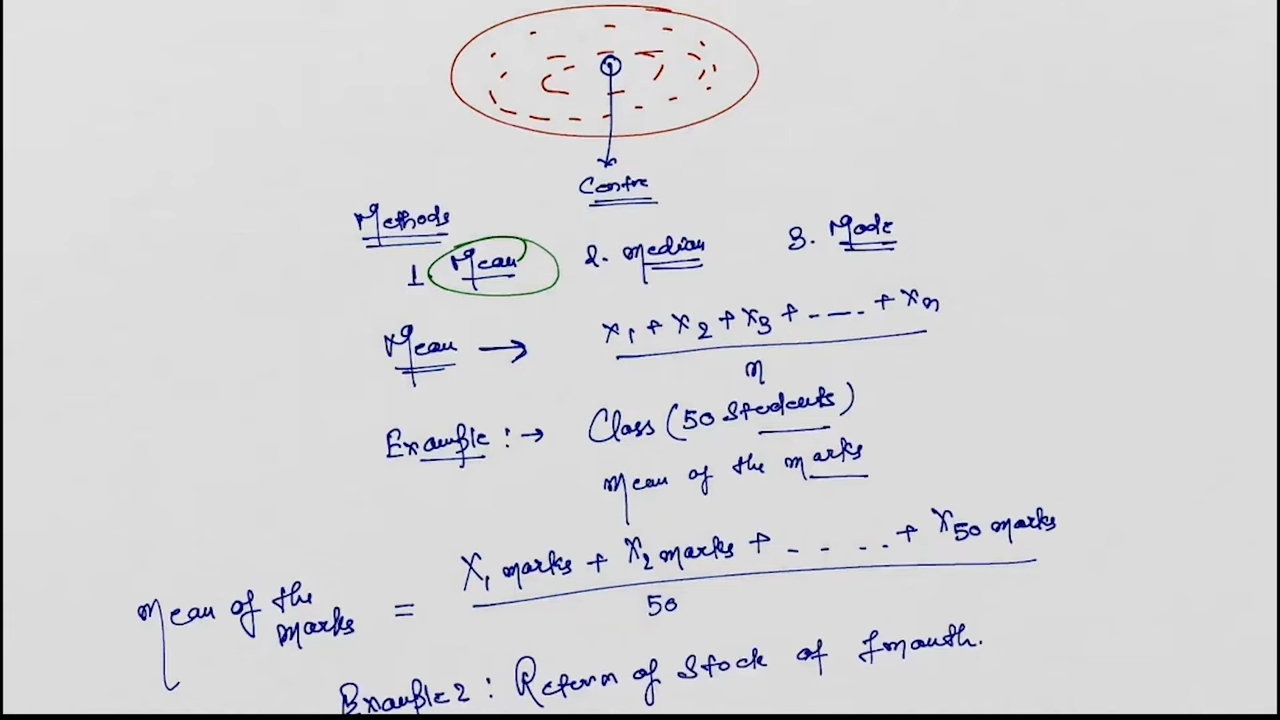 Centre
Methods
1 Mean 2. Median 3. Mode
Mean → x1 + x2 + x3 + ----. + xn
n
Example :→ Class (50 Students)
Mean of the marks
Mean of the marks = X1 marks + X2 marks + - - . . . + X50 marks
50
Example 2 : Return of Stock of 1 month.